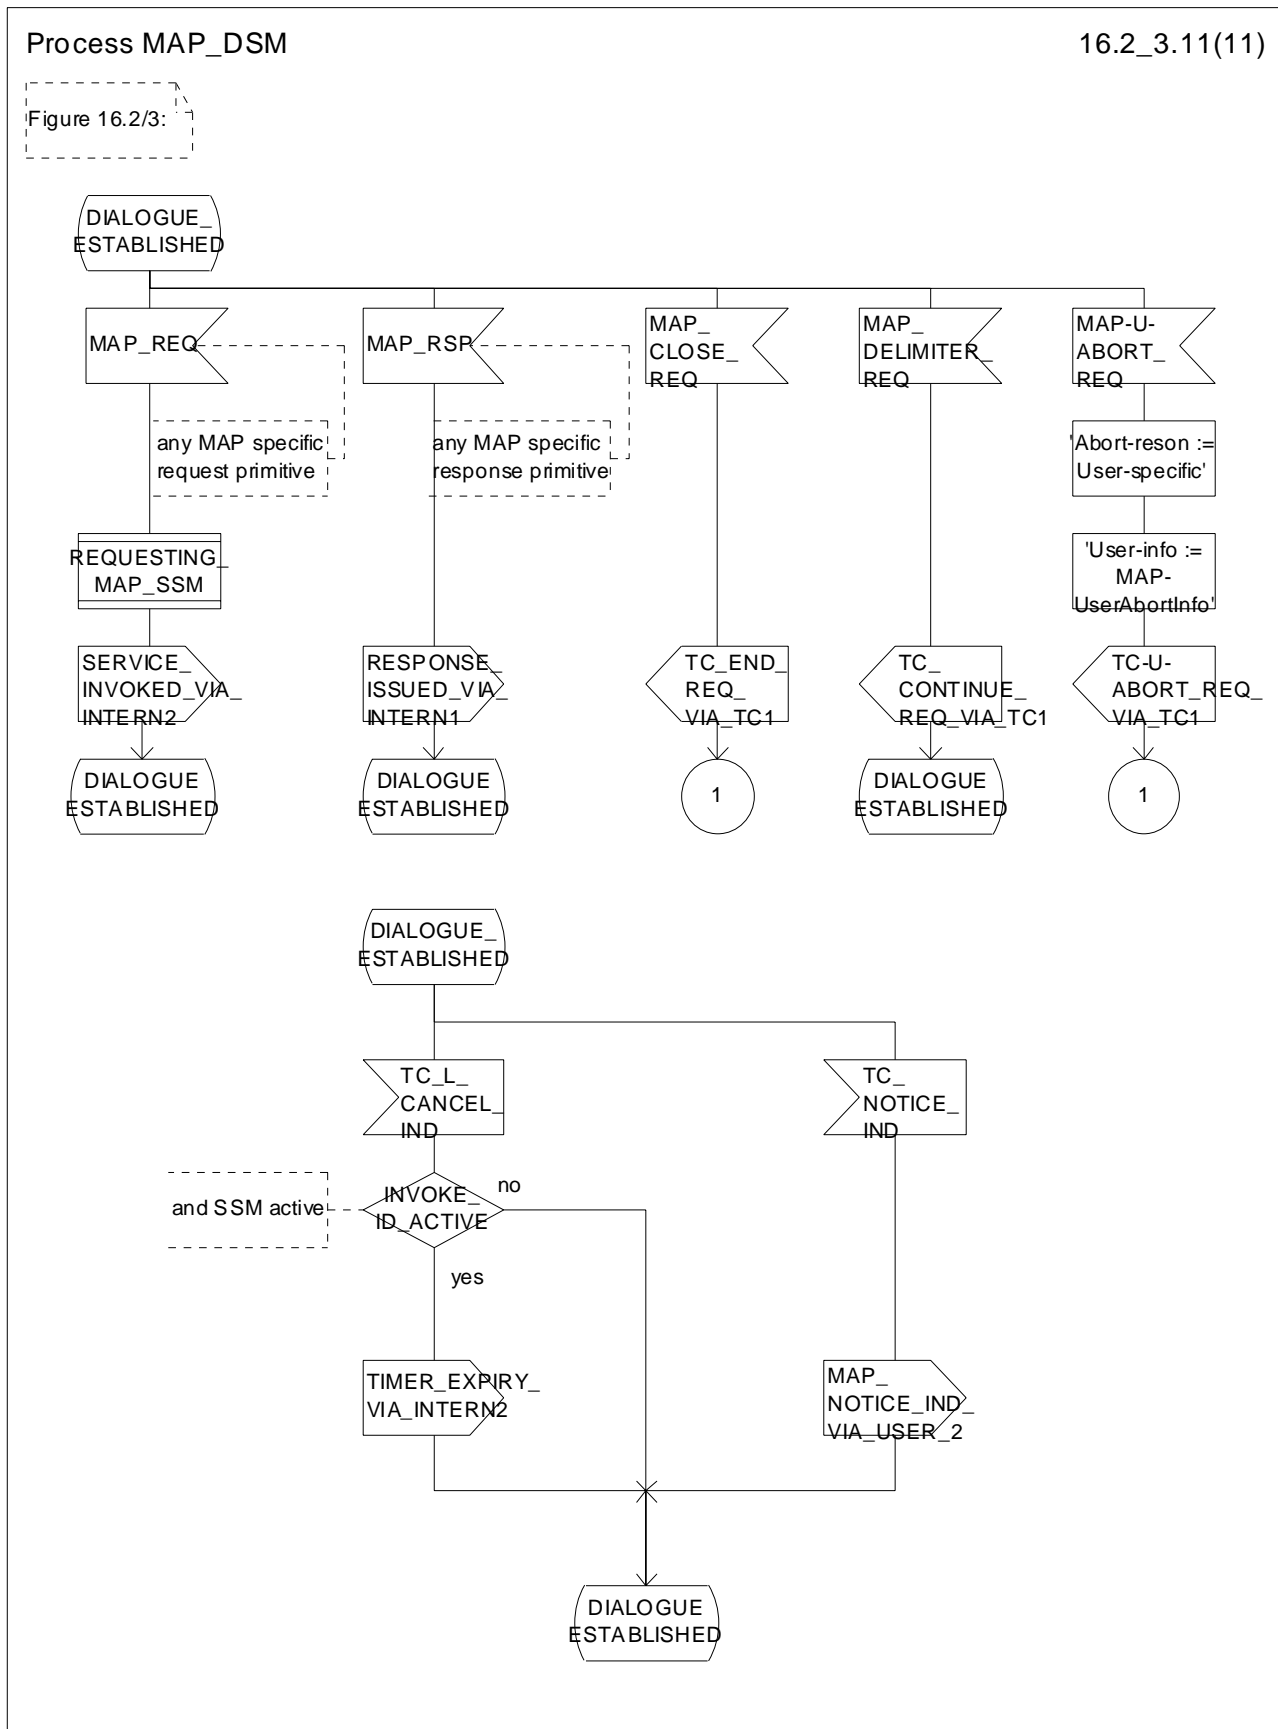 Process MAP_DSM
16.2_3.11(11)
Figure 16.2/3:
DIALOGUE_
ESTABLISHED
MAP_REQ
any MAP specific
request primitive
REQUESTING_
MAP_SSM
SERVICE_
INVOKED_VIA_
INTERN2
DIALOGUE
ESTABLISHED
MAP_RSP
any MAP specific
response primitive
RESPONSE_
ISSUED_VIA_
INTERN1
DIALOGUE
ESTABLISHED
MAP_
CLOSE_
REQ
TC_END_
REQ_
VIA_TC1
1
MAP_
DELIMITER_
REQ
TC_
CONTINUE_
REQ_VIA_TC1
DIALOGUE
ESTABLISHED
MAP-U-
ABORT_
REQ
'Abort-reson :=
User-specific'
'User-info :=
MAP-
UserAbortInfo'
TC-U-
ABORT_REQ_
VIA_TC1
1
DIALOGUE_
ESTABLISHED
TC_L_
CANCEL_
IND
and SSM active
INVOKE_
ID_ACTIVE
no
yes
TIMER_EXPIRY_
VIA_INTERN2
TC_
NOTICE_
IND
MAP_
NOTICE_IND_
VIA_USER_2
DIALOGUE
ESTABLISHED